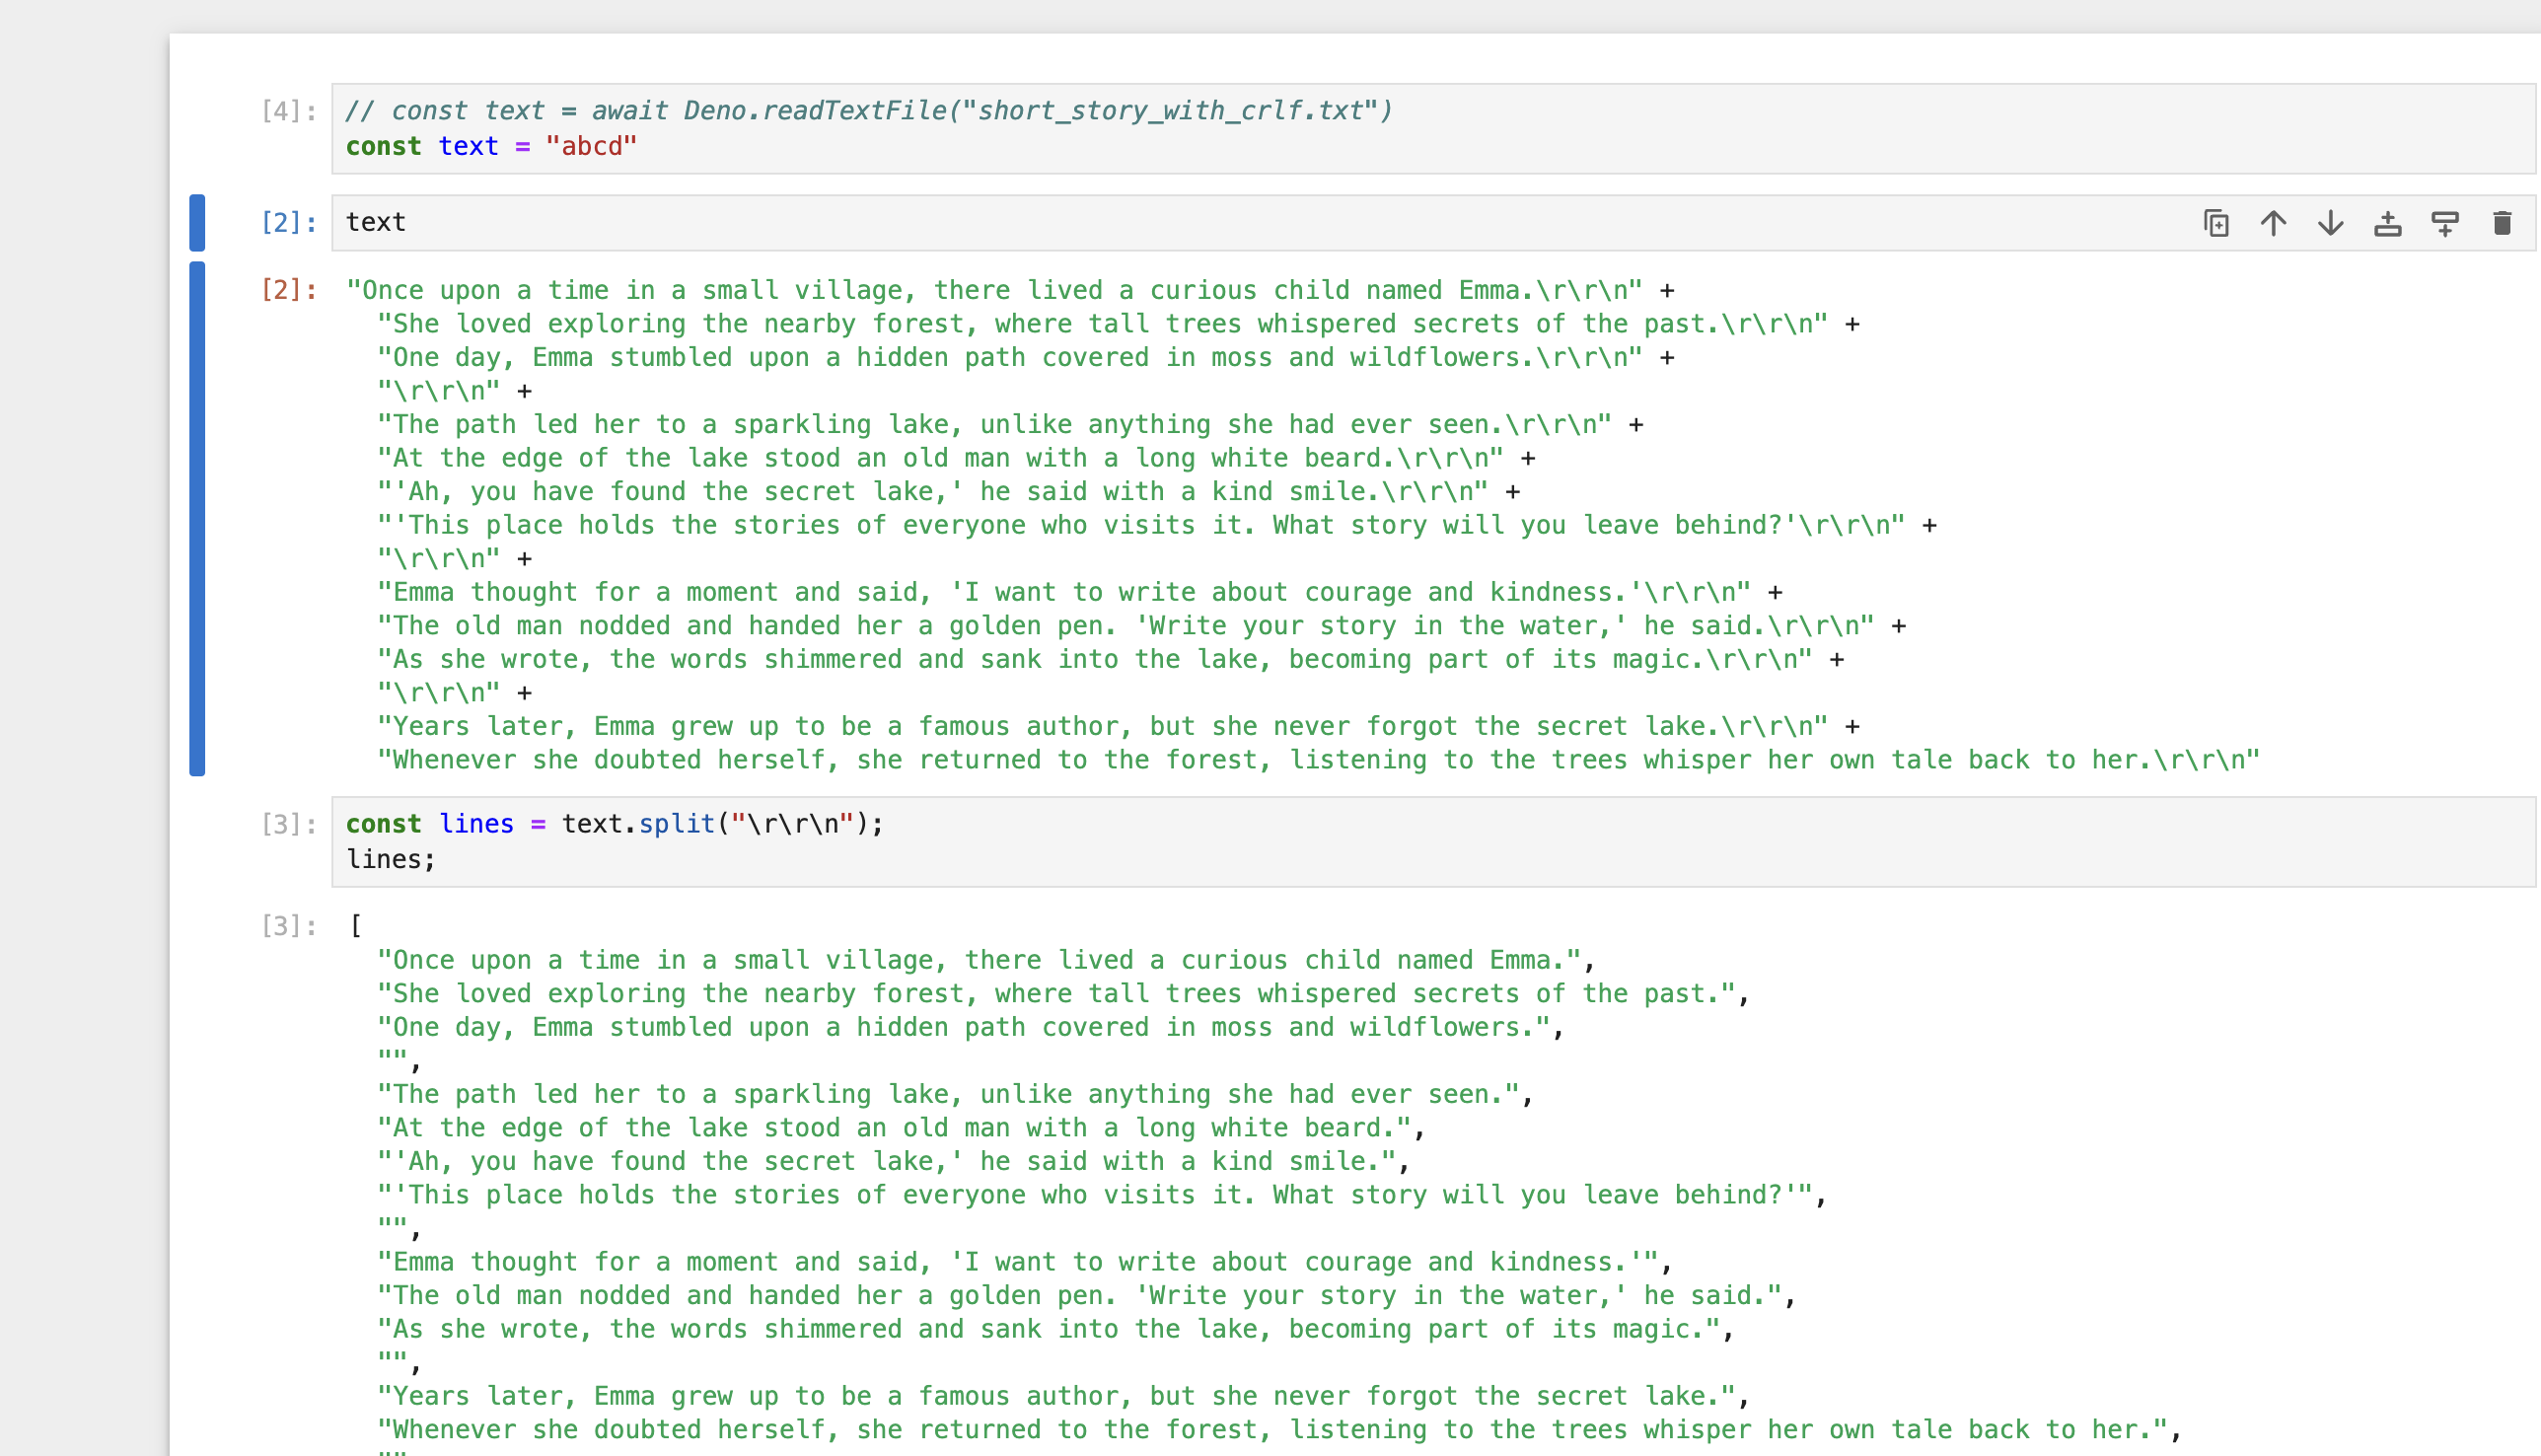 [4]: // const text = await Deno.readTextFile("short_story_with_crlf.txt")
const text = "abcd"
[2]: text
[2]: "Once upon a time in a small village, there lived a curious child named Emma.\r\r\n" +
"She loved exploring the nearby forest, where tall trees whispered secrets of the past.\r\r\n" +
"One day, Emma stumbled upon a hidden path covered in moss and wildflowers.\r\r\n" +
"\r\r\n" +
"The path led her to a sparkling lake, unlike anything she had ever seen.\r\r\n" +
"At the edge of the lake stood an old man with a long white beard.\r\r\n" +
"'Ah, you have found the secret lake,' he said with a kind smile.\r\r\n" +
"'This place holds the stories of everyone who visits it. What story will you leave behind?'\r\r\n" +
"\r\r\n" +
"Emma thought for a moment and said, 'I want to write about courage and kindness.'\r\r\n" +
"The old man nodded and handed her a golden pen. 'Write your story in the water,' he said.\r\r\n" +
"As she wrote, the words shimmered and sank into the lake, becoming part of its magic.\r\r\n" +
"\r\r\n" +
"Years later, Emma grew up to be a famous author, but she never forgot the secret lake.\r\r\n" +
"Whenever she doubted herself, she returned to the forest, listening to the trees whisper her own tale back to her.\r\r\n"
[3]: const lines = text.split("\r\r\n");
lines;
[3]: [
"Once upon a time in a small village, there lived a curious child named Emma.",
"She loved exploring the nearby forest, where tall trees whispered secrets of the past.",
"One day, Emma stumbled upon a hidden path covered in moss and wildflowers.",
"",
"The path led her to a sparkling lake, unlike anything she had ever seen.",
"At the edge of the lake stood an old man with a long white beard.",
"'Ah, you have found the secret lake,' he said with a kind smile.",
"'This place holds the stories of everyone who visits it. What story will you leave behind?'",
"",
"Emma thought for a moment and said, 'I want to write about courage and kindness.'",
"The old man nodded and handed her a golden pen. 'Write your story in the water,' he said.",
"As she wrote, the words shimmered and sank into the lake, becoming part of its magic.",
"",
"Years later, Emma grew up to be a famous author, but she never forgot the secret lake.",
"Whenever she doubted herself, she returned to the forest, listening to the trees whisper her own tale back to her.",
""